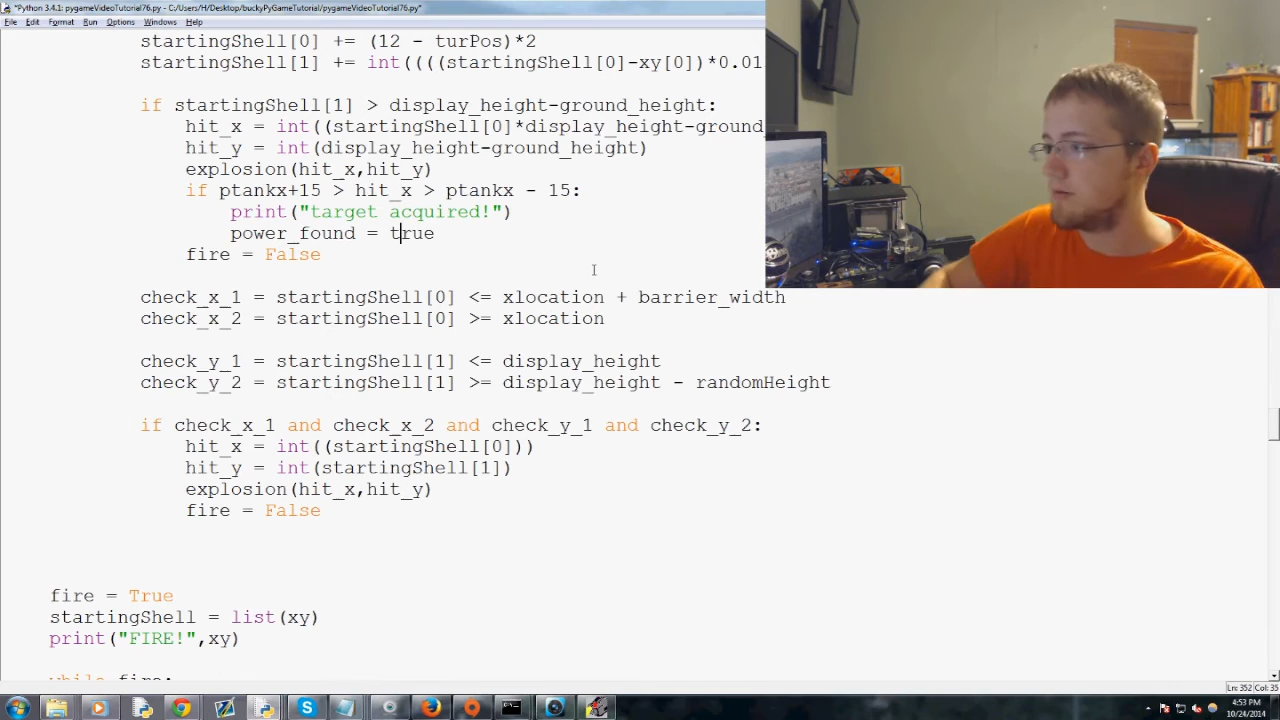 *Python 3.4.1: pygameVideoTutorial76.py - C:/Users/H/Desktop/buckyPyGameTutorial/pygameVideoTutorial76.py*
File Edit Format Run Options Windows Help
startingShell[0] += (12 - turPos)*2
startingShell[1] += int((((startingShell[0]-xy[0])*0.01
if startingShell[1] > display_height-ground_height:
hit_x = int((startingShell[0]*display_height-ground_
hit_y = int(display_height-ground_height)
explosion(hit_x,hit_y)
if ptankx+15 > hit_x > ptankx - 15:
print("target acquired!")
power_found = true
fire = False
check_x_1 = startingShell[0] <= xlocation + barrier_width
check_x_2 = startingShell[0] >= xlocation
check_y_1 = startingShell[1] <= display_height
check_y_2 = startingShell[1] >= display_height - randomHeight
if check_x_1 and check_x_2 and check_y_1 and check_y_2:
hit_x = int((startingShell[0]))
hit_y = int(startingShell[1])
explosion(hit_x,hit_y)
fire = False
fire = True
startingShell = list(xy)
print("FIRE!",xy)
while fire:
Ln: 352 Col: 35
4:53 PM
10/24/2014